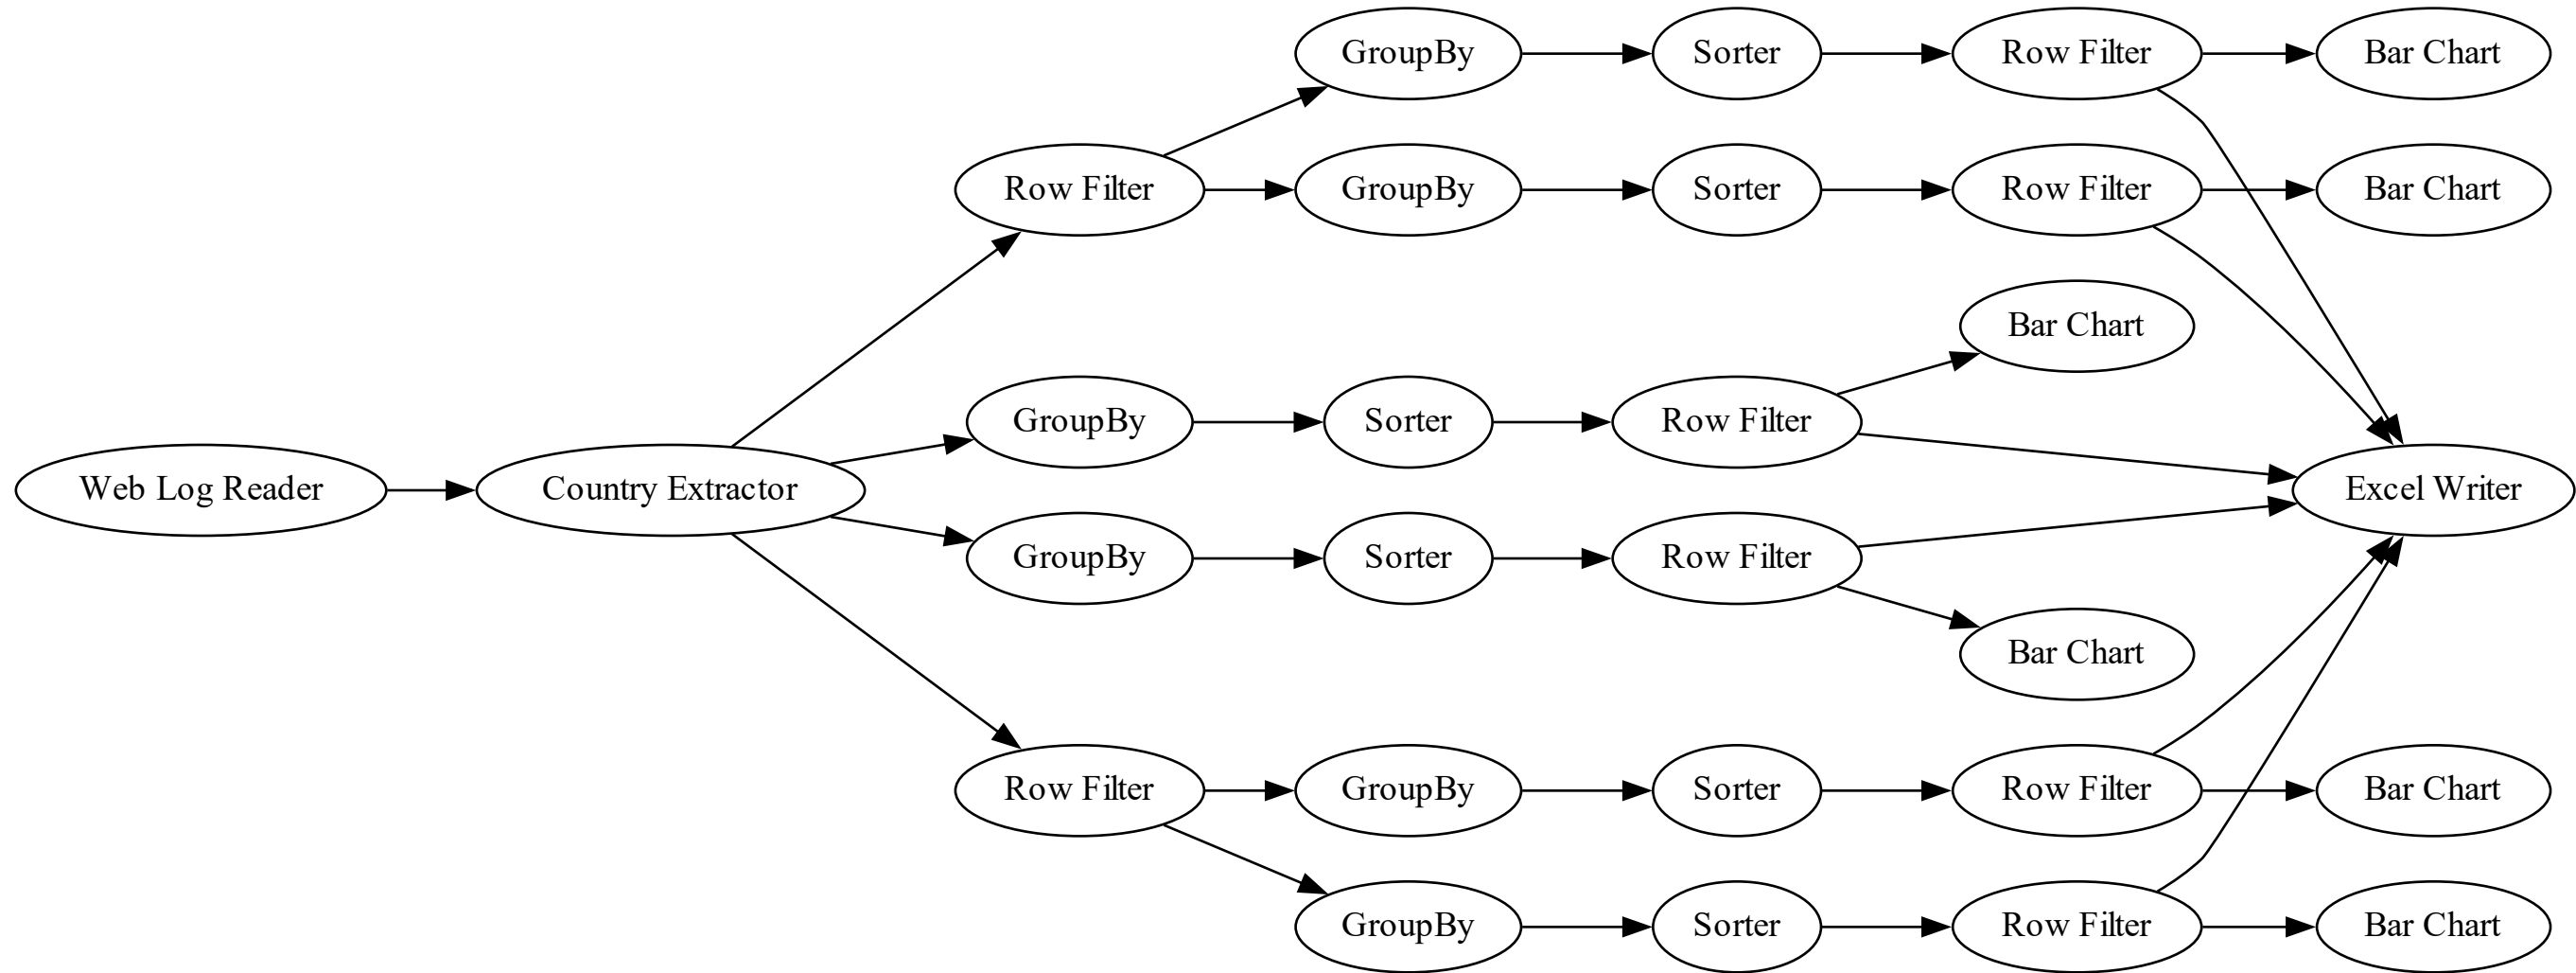 GroupBy
Sorter
Row Filter
Bar Chart
Row Filter
GroupBy
Sorter
Row Filter
Bar Chart
Bar Chart
GroupBy
Sorter
Row Filter
Web Log Reader
Country Extractor
Excel Writer
GroupBy
Sorter
Row Filter
Bar Chart
Row Filter
GroupBy
Sorter
Row Filter
Bar Chart
GroupBy
Sorter
Row Filter
Bar Chart